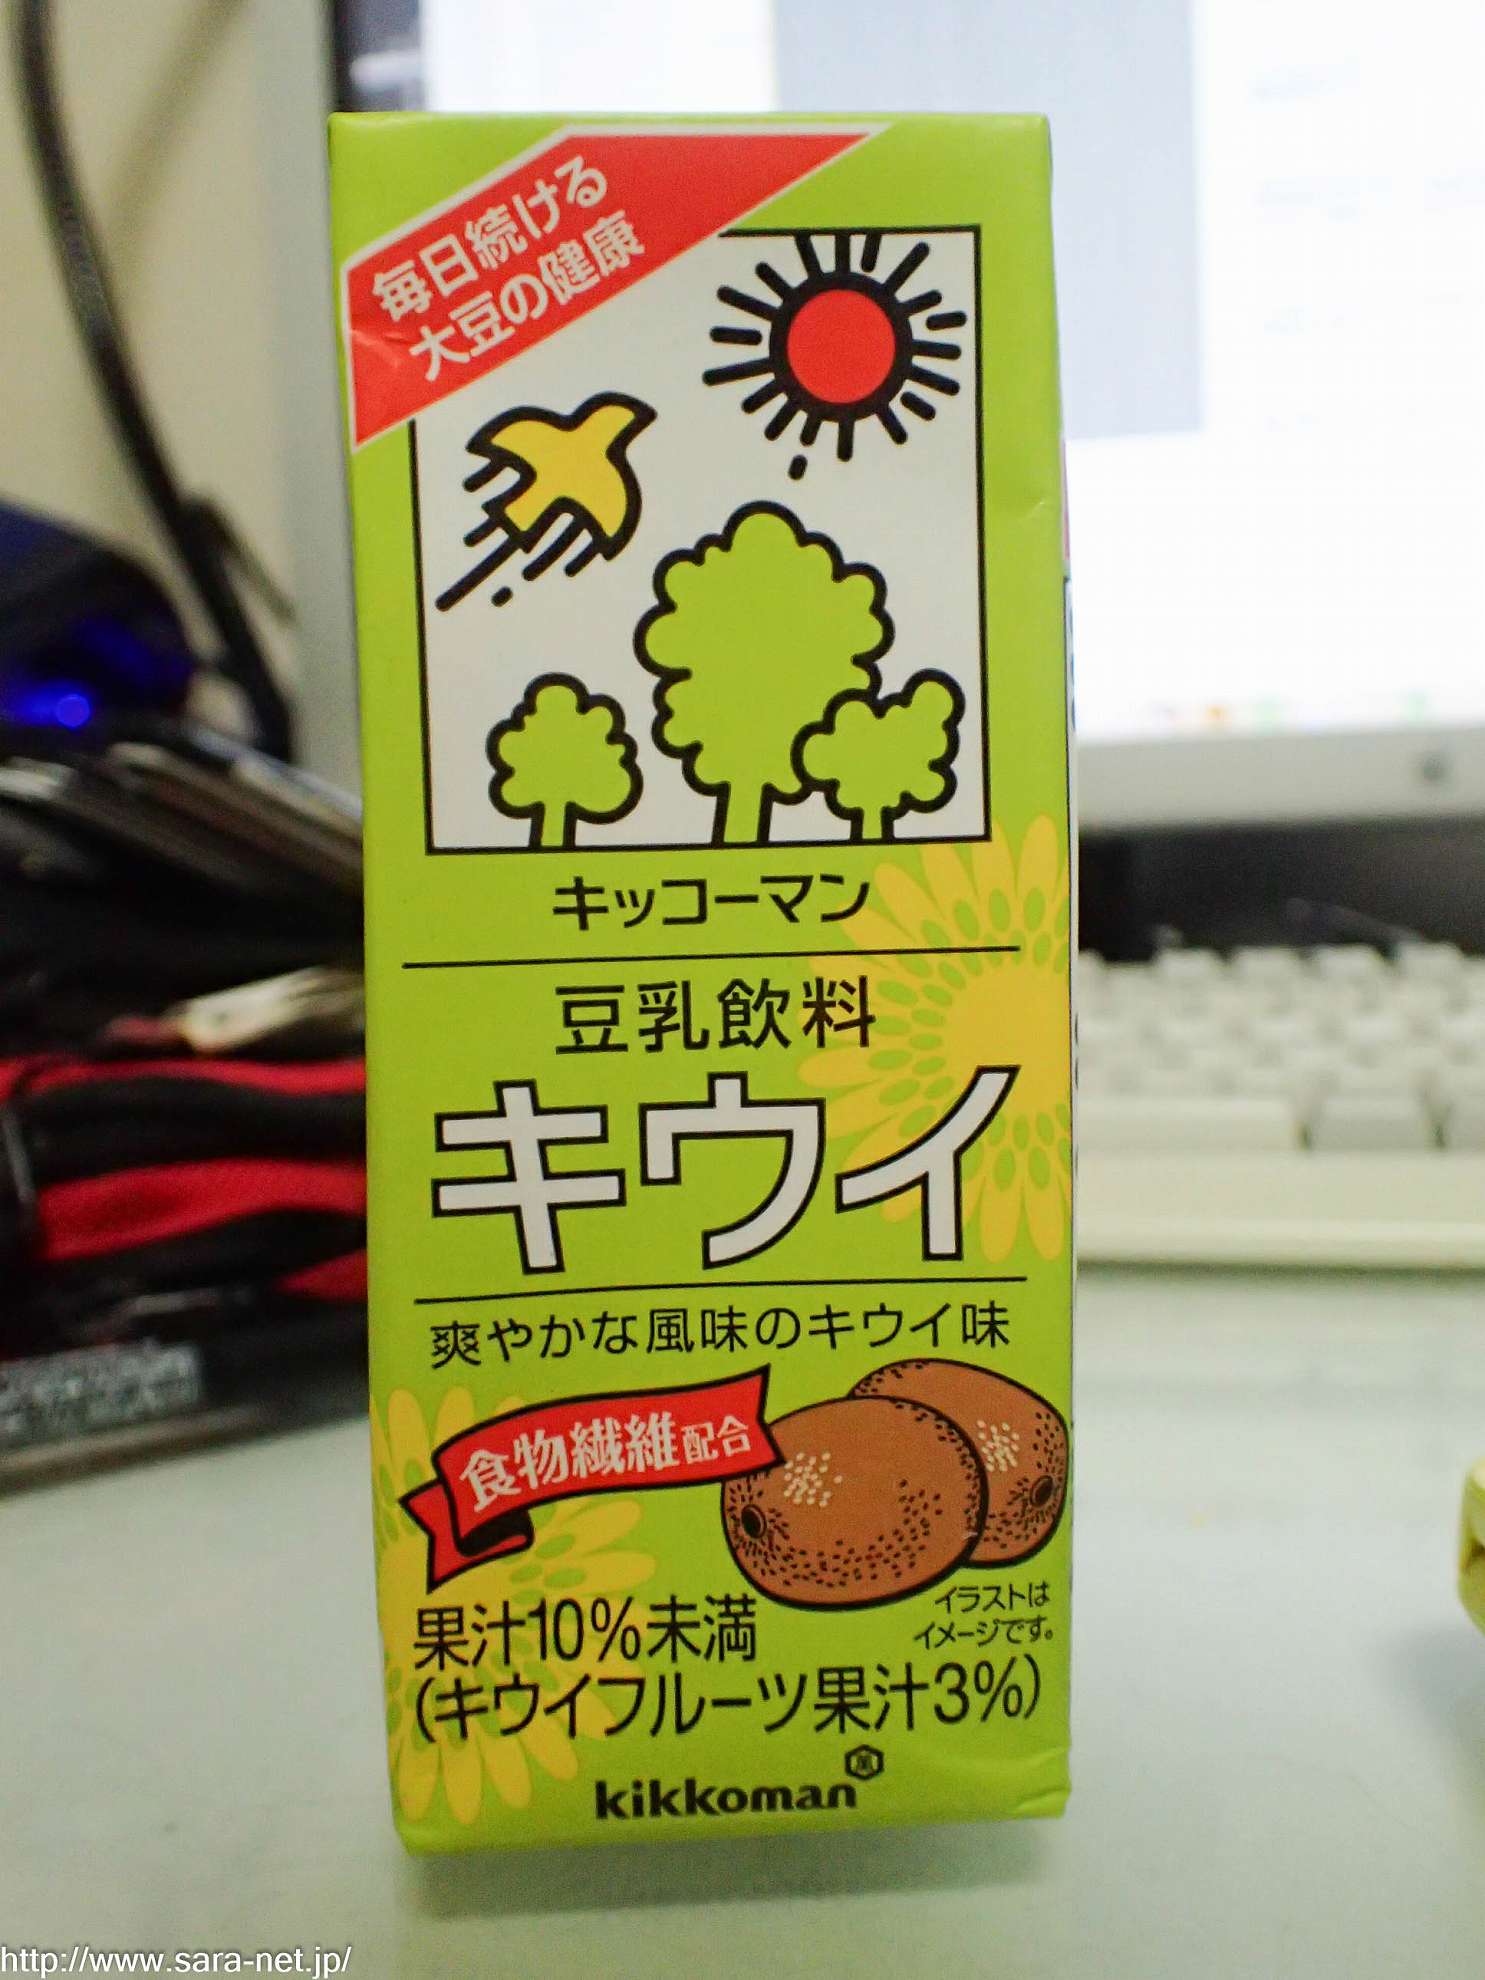 毎日続ける
大豆の健康
キッコーマン
豆乳飲料
キウイ
爽やかな風味のキウイ味
食物繊維配合
イラストは
イメージです。
果汁10%未満
(キウイフルーツ果汁3%)
kikkoman
http://www.sara-net.jp/